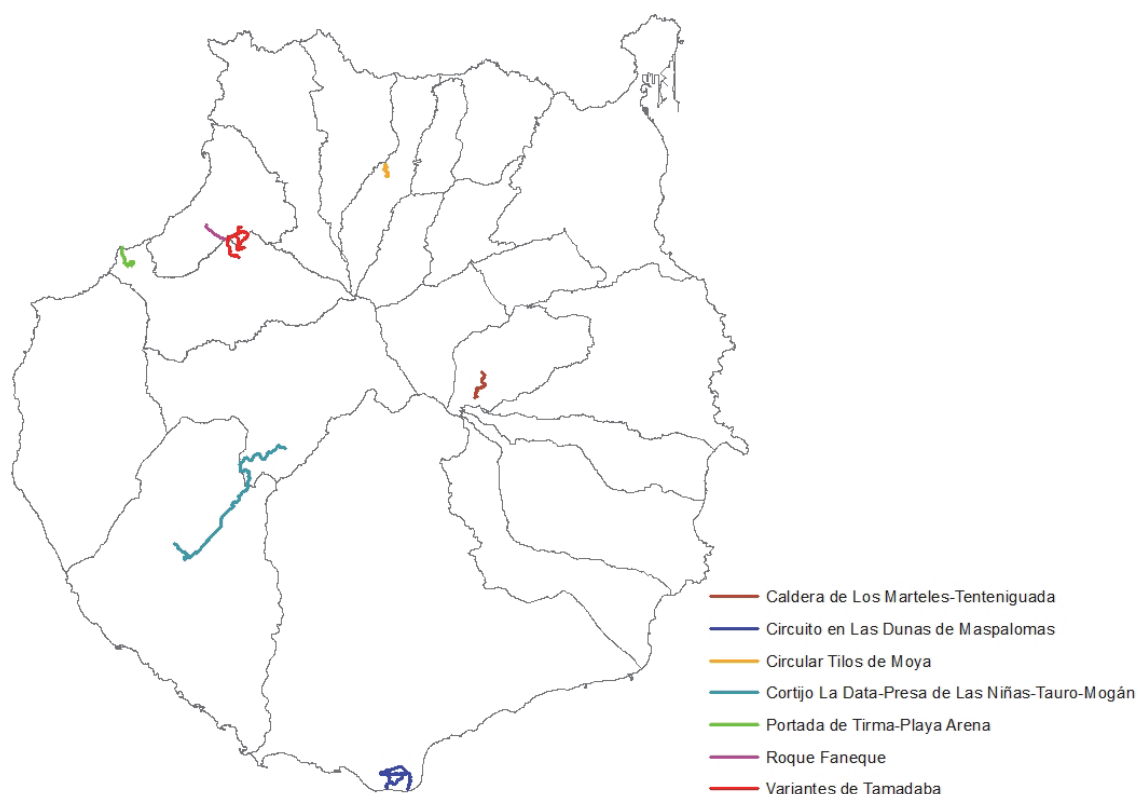 Caldera de Los Marteles-Tenteniguada
Circuito en Las Dunas de Maspalomas
Circular Tilos de Moya
Cortijo La Data-Presa de Las Niñas-Tauro-Mogán
Portada de Tirma-Playa Arena
Roque Faneque
Variantes de Tamadaba